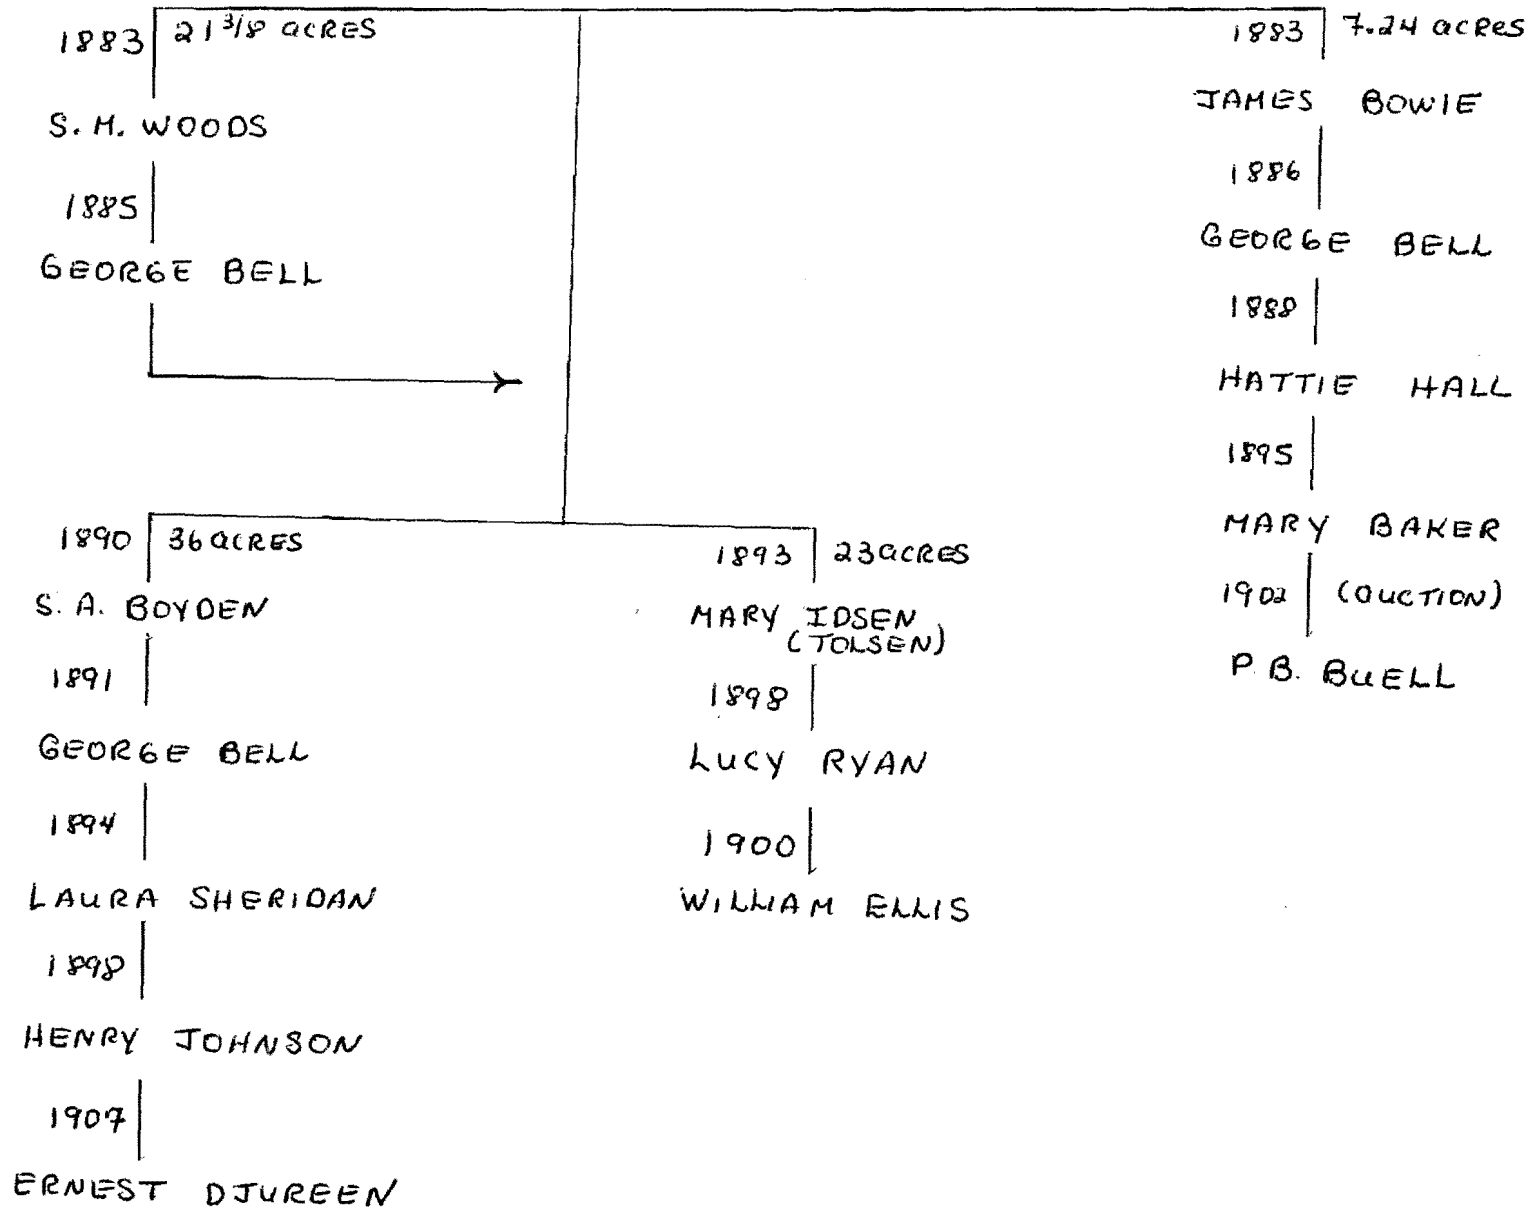 1883 21 3/8 ACRES
S. M. WOODS
1885
GEORGE BELL
1883 7.24 ACRES
JAMES BOWIE
1886
GEORGE BELL
1888
HATTIE HALL
1895
MARY BAKER
1902 (AUCTION)
P. B. BUELL
1890 36 ACRES
S. A. BOYDEN
1891
GEORGE BELL
1894
LAURA SHERIDAN
1898
HENRY JOHNSON
1907
ERNEST DJUREEN
1893 23 ACRES
MARY IDSEN
(TOLSEN)
1898
LUCY RYAN
1900
WILLIAM ELLIS